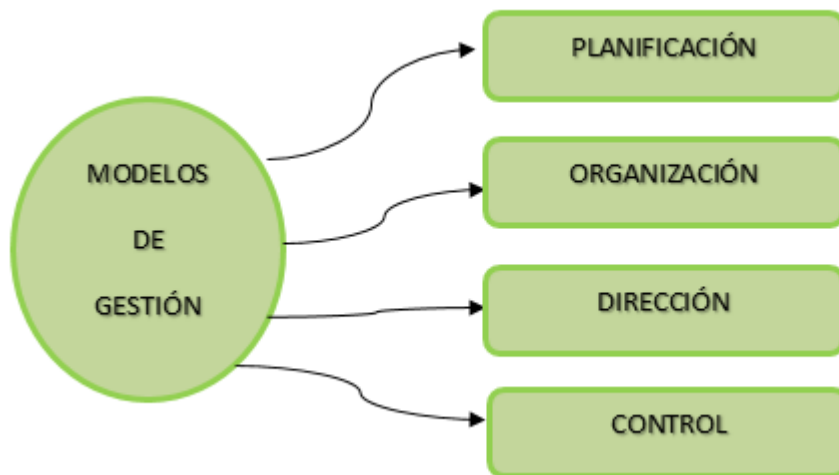 MODELOS
DE
GESTIÓN
PLANIFICACIÓN
ORGANIZACIÓN
DIRECCIÓN
CONTROL